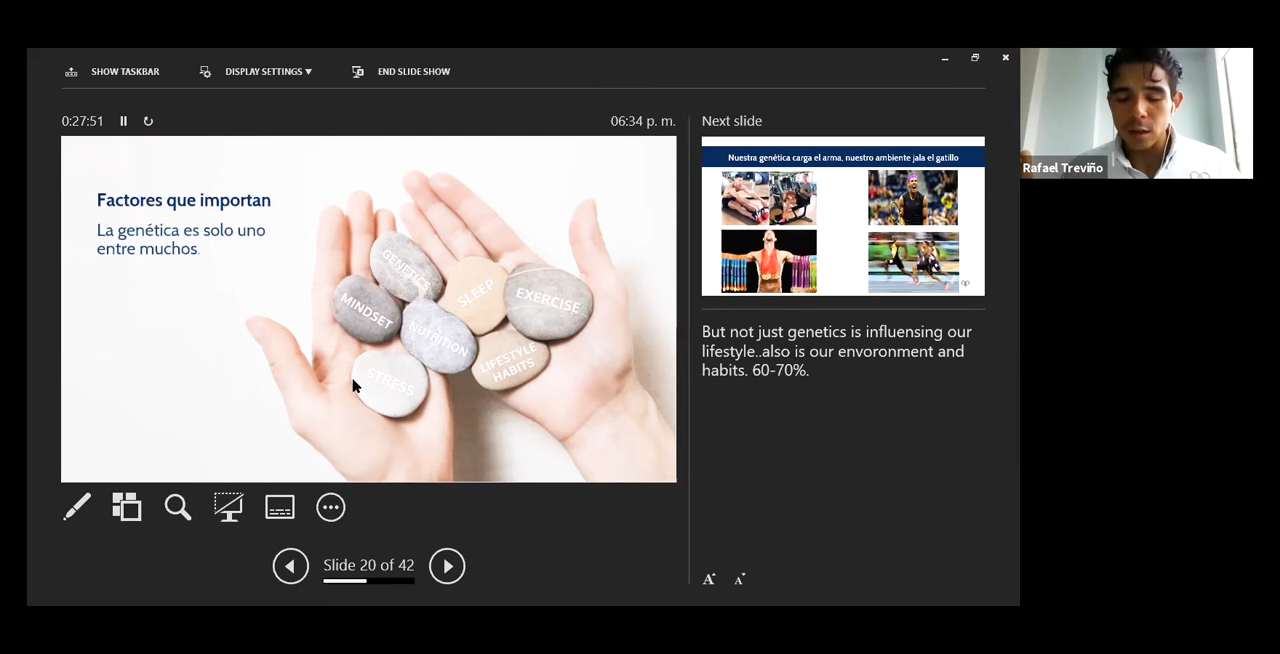 SHOW TASKBAR
DISPLAY SETTINGS ▼
END SLIDE SHOW
0:27:51
06:34 p. m.
Factores que importan
La genética es solo uno
entre muchos.
GENETICS
MINDSET
NUTRITION
SLEEP
EXERCISE
LIFESTYLE
HABITS
STRESS
Slide 20 of 42
Next slide
Nuestra genética carga el arma, nuestro ambiente jala el gatillo
But not just genetics is influencing our
lifestyle..also is our envoronment and
habits. 60-70%.
A
A
Rafael Treviño